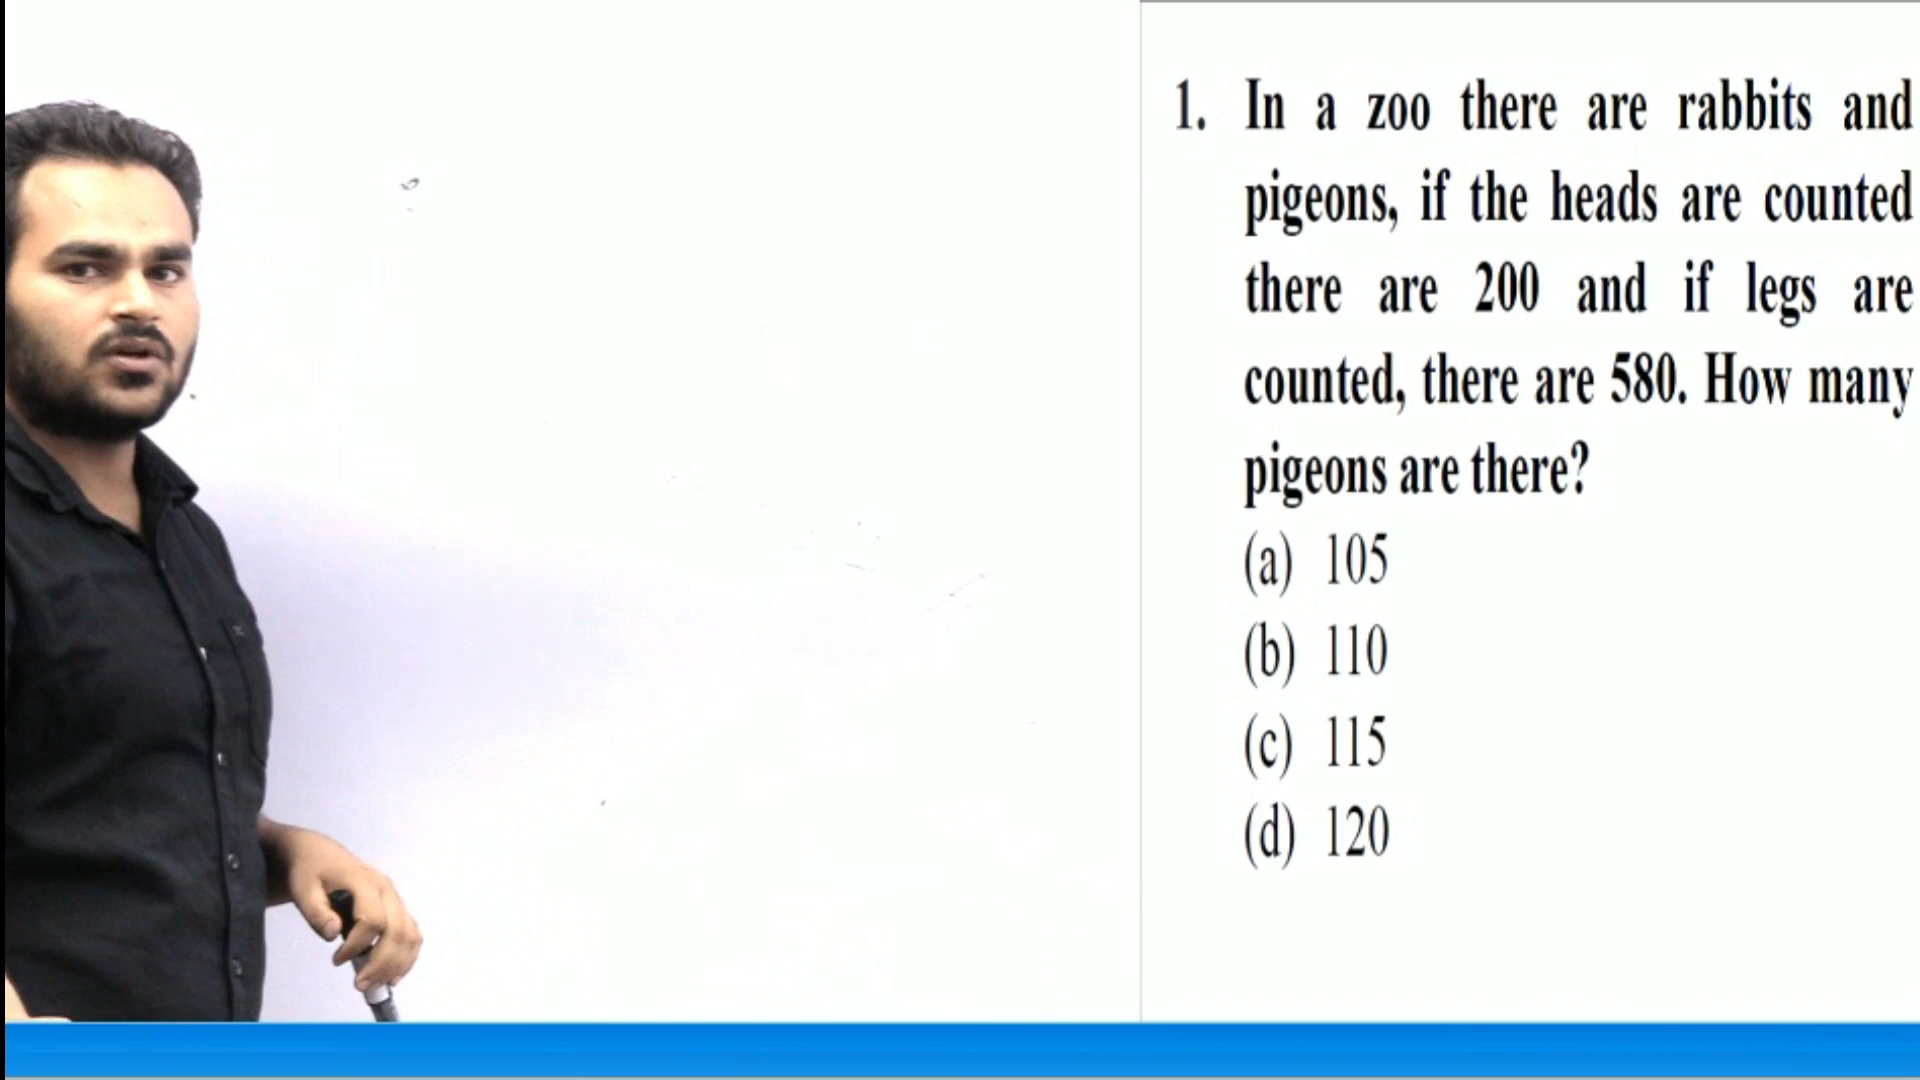 1. In a zoo there are rabbits and
pigeons, if the heads are counted
there are 200 and if legs are
counted, there are 580. How many
pigeons are there?
(a) 105
(b) 110
(c) 115
(d) 120